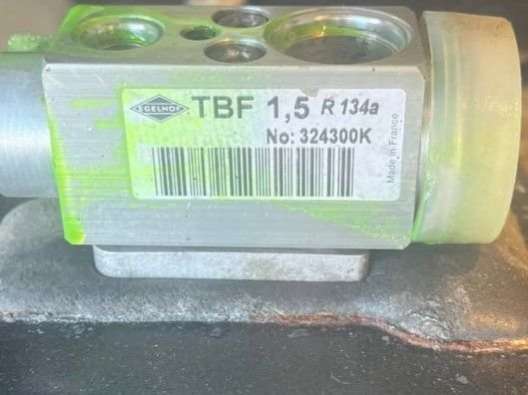 EGELHOF
TBF 1,5 R 134a
No: 324300K
Made in France